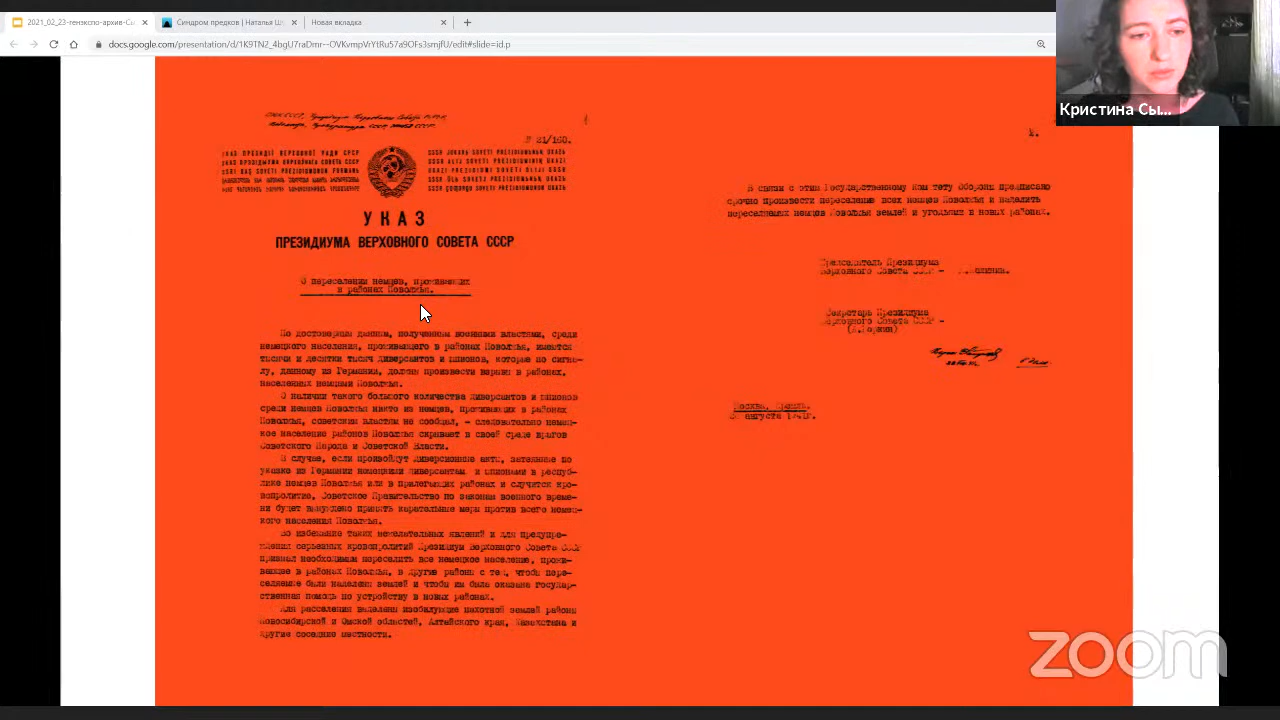 2021_02_23-генэкспо-архив-Сы
Синдром предков | Наталья Ш
Новая вкладка
docs.google.com/presentation/d/1K9TN2_4bgU7raDmr--OVKvmpVrYtRu57a9OFs3smjfU/edit#slide=id.p
Кристина Сы...
№ 21/160.
УКАЗ
ПРЕЗИДИУМА ВЕРХОВНОГО СОВЕТА СССР
О переселении немцев, проживающих
в районах Поволжья.
По достоверным данным, полученным военными властями, среди
немецкого населения, проживающего в районах Поволжья, имеются
тысячи и десятки тысяч диверсантов и шпионов, которые по сигна-
лу, данному из Германии, должны произвести взрывы в районах,
населенных немцами Поволжья.
О наличии такого большого количества диверсантов и шпионов
среди немцев Поволжья никто из немцев, проживающих в районах
Поволжья, советским властям не сообщал, - следовательно немец-
кое население районов Поволжья скрывает в своей среде врагов
Советского Народа и Советской Власти.
В случае, если произойдут диверсионные акты, затеянные по
указке из Германии немецкими диверсантами и шпионами в респуб-
лике немцев Поволжья или в прилегающих районах и случится кро-
вопролитие, Советское Правительство по законам военного време-
ни будет вынуждено принять карательные меры против всего немец-
кого населения Поволжья.
Во избежание таких нежелательных явлений и для предупре-
ждения серьезных кровопролитий Президиум Верховного Совета СССР
признал необходимым переселить все немецкое население, прожи-
вающее в районах Поволжья, в другие районы с тем, чтобы пере-
селяемые были наделены землей и чтобы им была оказана государ-
ственная помощь по устройству в новых районах.
Для расселения выделены изобилующие пахотной землей районы
Новосибирской и Омской областей, Алтайского края, Казахстана и
другие соседние местности.
2.
В связи с этим Государственному Комитету Обороны предписано
срочно произвести переселение всех немцев Поволжья и наделить
переселяемых немцев Поволжья землей и угодьями в новых районах.
Председатель Президиума
Верховного Совета СССР -
Секретарь Президиума
Верховного Совета СССР -
(А.Горкин)
Москва, Кремль.
августа 1941г.
zoom